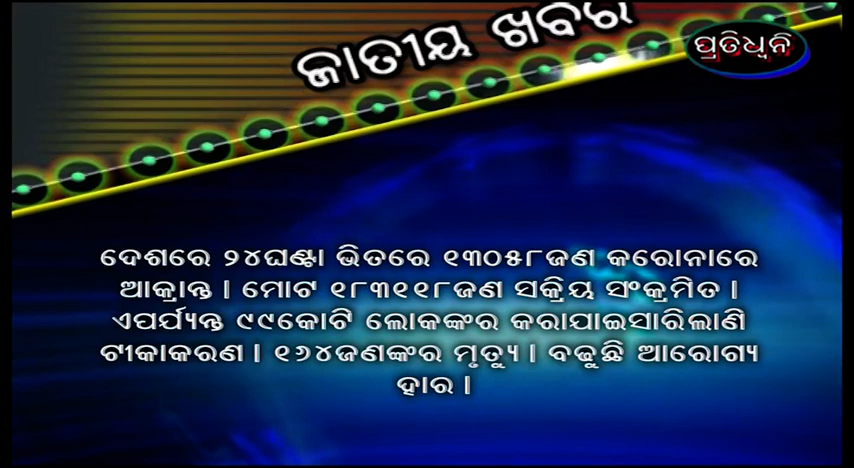 ଜାତୀୟ ଖବର
ପ୍ରତିଧ୍ୱନି
ଦେଶରେ ୨୪ଘଣ୍ଟା ଭିତରେ ୧୩୦୫୮ଜଣ କରୋନାରେ
ଆକ୍ରାନ୍ତ | ମୋଟ ୧୮୩୧୧୮ଜଣ ସକ୍ରିୟ ସଂକ୍ରମିତ |
ଏପର୍ଯ୍ୟନ୍ତ ୯୯କୋଟି ଲୋକଙ୍କର କରାଯାଇସାରିଲାଣି
ଟୀକାକରଣ | ୧୬୪ଜଣଙ୍କର ମୃତ୍ୟୁ | ବଢୁଛି ଆରୋଗ୍ୟ
ହାର |